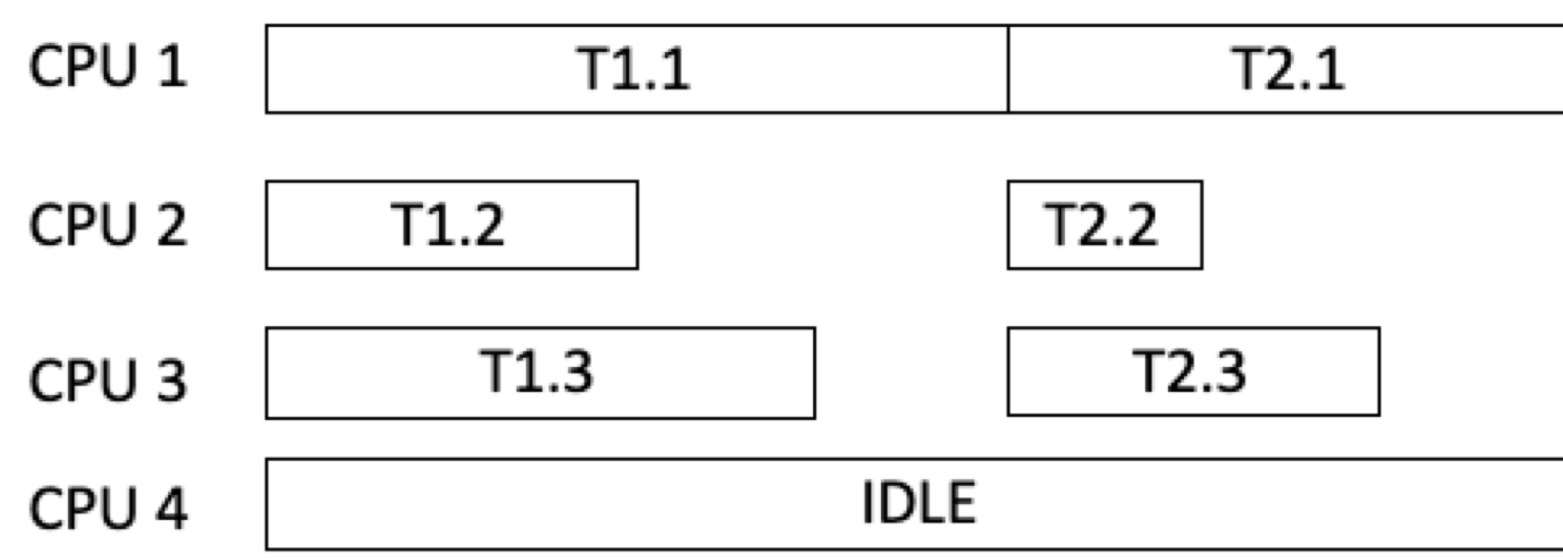 CPU 1 T1.1 T2.1
CPU 2 T1.2 T2.2
CPU 3 T1.3 T2.3
CPU 4 IDLE